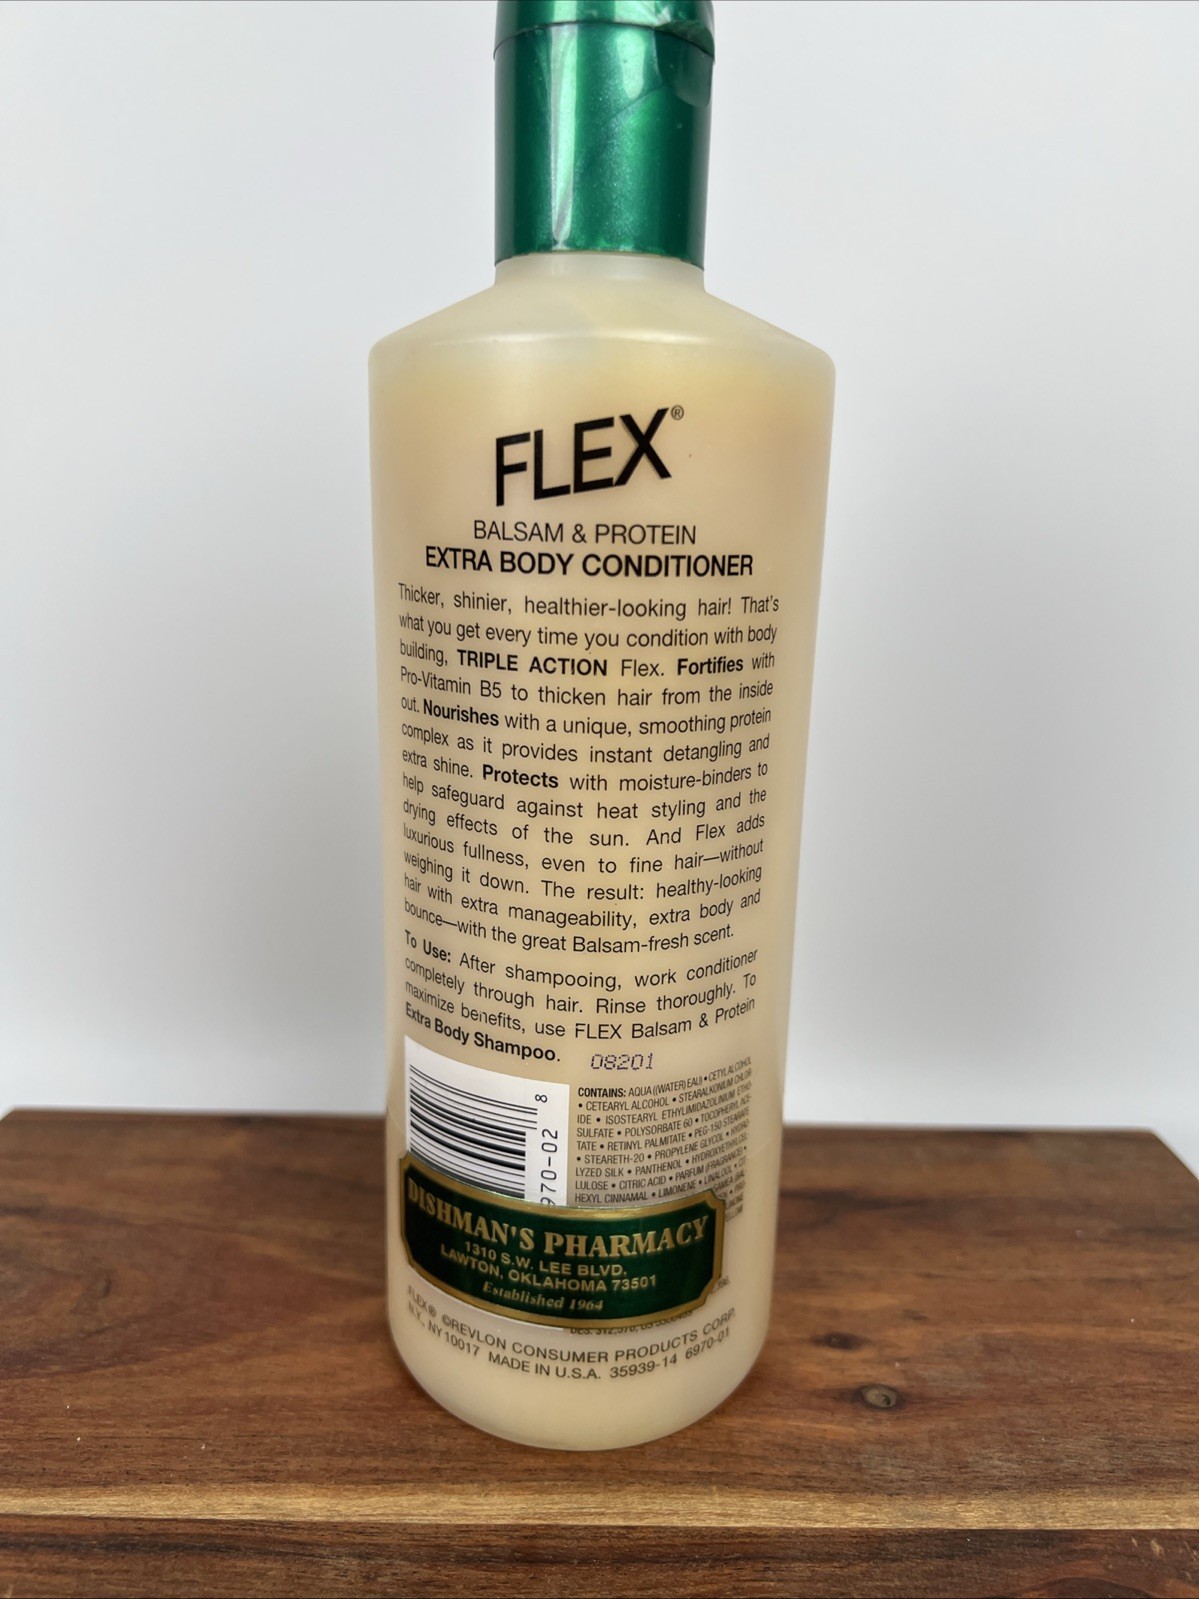 FLEX®
BALSAM & PROTEIN
EXTRA BODY CONDITIONER
Thicker, shinier, healthier-looking hair! That's
what you get every time you condition with body
building, TRIPLE ACTION Flex. Fortifies with
Pro-Vitamin B5 to thicken hair from the inside
out. Nourishes with a unique, smoothing protein
complex as it provides instant detangling and
extra shine. Protects with moisture-binders to
help safeguard against heat styling and the
drying effects of the sun. And Flex adds
luxurious fullness, even to fine hair—without
weighing it down. The result: healthy-looking
hair with extra manageability, extra body and
bounce—with the great Balsam-fresh scent.
To Use: After shampooing, work conditioner
completely through hair. Rinse thoroughly. To
maximize benefits, use FLEX Balsam & Protein
Extra Body Shampoo.
08201
8
970-02
CONTAINS: AQUA ((WATER) EAU) • CETYL ALCOHOL
• CETEARYL ALCOHOL • STEARALKONIUM CHLOR-
IDE • ISOSTEARYL ETHYLIMIDAZOLINIUM ETHO-
SULFATE • POLYSORBATE 60 • TOCOPHERYL ACE-
TATE • RETINYL PALMITATE • PEG-150 STEARATE
• STEARETH-20 • PROPYLENE GLYCOL • HYDRO-
LYZED SILK • PANTHENOL • HYDROXYETHYLCEL-
LULOSE • CITRIC ACID • PARFUM (FRAGRANCE) •
HEXYL CINNAMAL • LIMONENE • LINALOOL •
DISHMAN'S PHARMACY
1310 S.W. LEE BLVD.
LAWTON, OKLAHOMA 73501
Established 1964
FLEX® ©REVLON CONSUMER PRODUCTS CORP.
N.Y., NY 10017 MADE IN U.S.A. 35939-14 6970-01